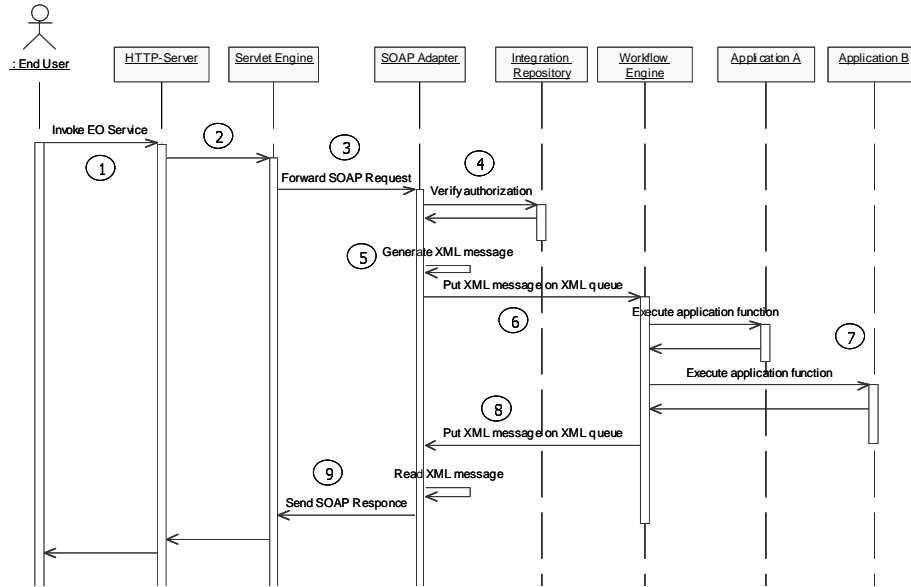 : End User
HTTP-Server
Servlet Engine
SOAP Adapter
Integration
Repository
Workflow
Engine
Application A
Application B
Invoke EO Service
1
2
3
Forward SOAP Request
4
Verify authorization
5
Generate XML message
Put XML message on XML queue
6
Execute application function
7
Execute application function
8
Put XML message on XML queue
9
Read XML message
Send SOAP Responce